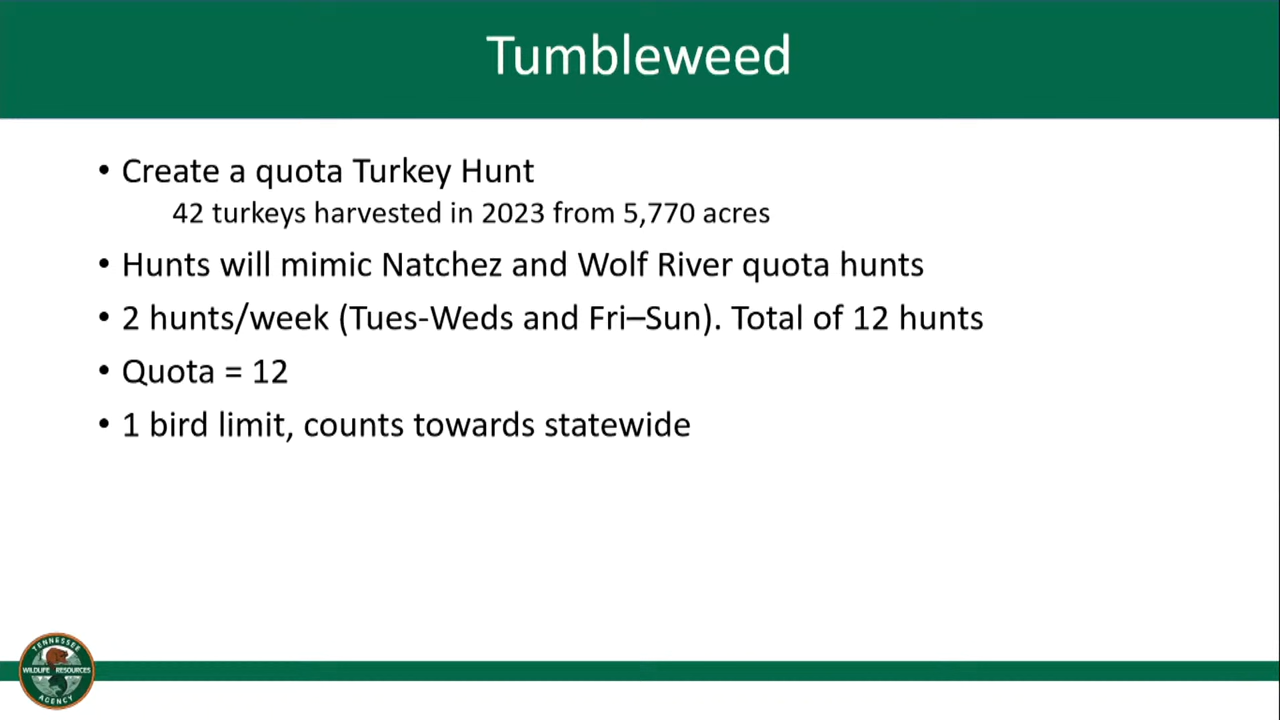 Tumbleweed
• Create a quota Turkey Hunt
42 turkeys harvested in 2023 from 5,770 acres
• Hunts will mimic Natchez and Wolf River quota hunts
• 2 hunts/week (Tues-Weds and Fri–Sun). Total of 12 hunts
• Quota = 12
• 1 bird limit, counts towards statewide
TENNESSEE
WILDLIFE RESOURCES
AGENCY